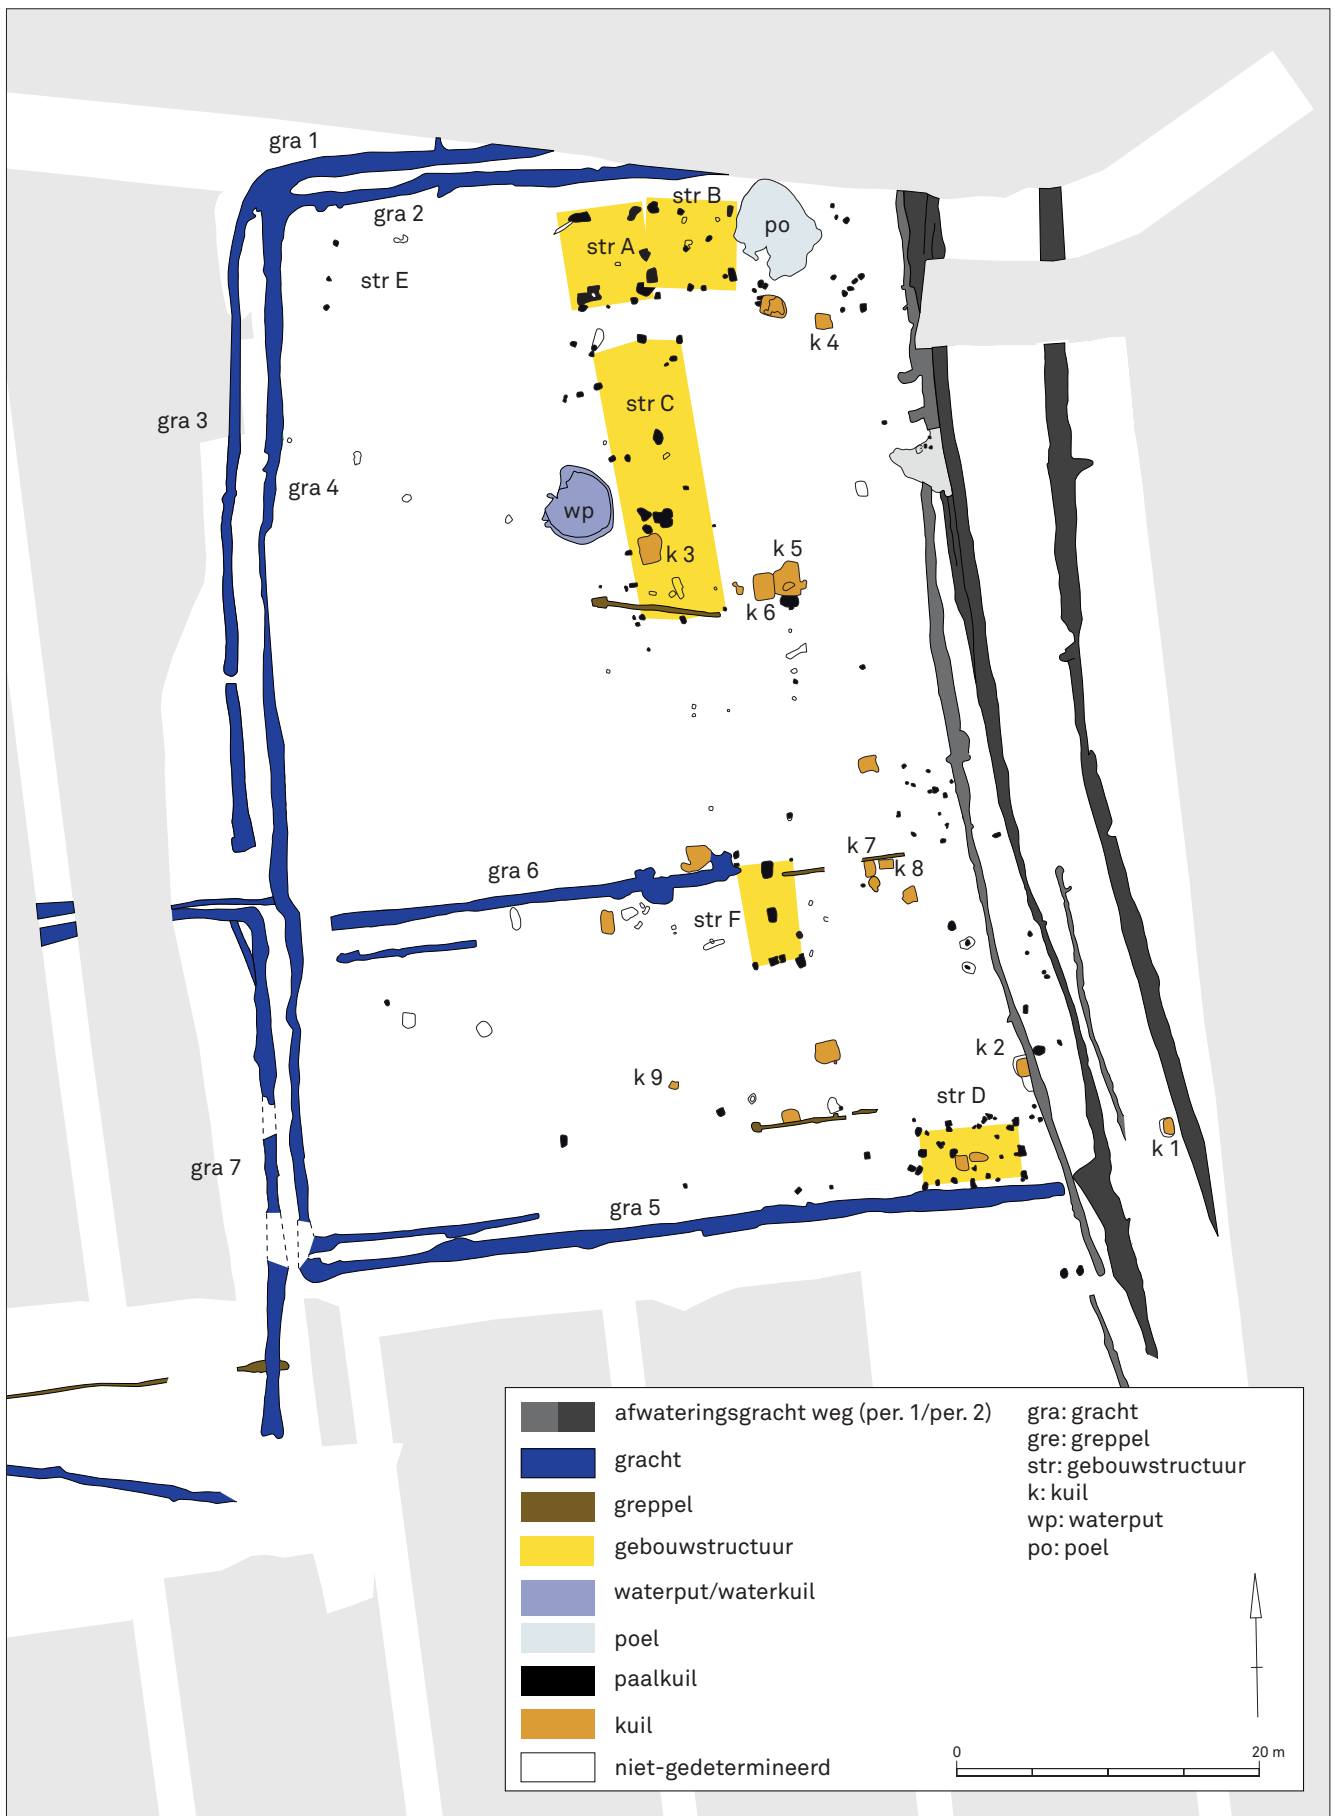 gra 1
str B
gra 2
po
str A
str E
k 4
str C
gra 3
gra 4
wp
k 3
k 5
k 6
k 7
k 8
gra 6
str F
k 2
k 9
str D
k 1
gra 7
gra 5
afwateringsgracht weg (per. 1/per. 2)
gracht
greppel
gebouwstructuur
waterput/waterkuil
poel
paalkuil
kuil
niet-gedetermineerd
gra: gracht
gre: greppel
str: gebouwstructuur
k: kuil
wp: waterput
po: poel
0 20 m